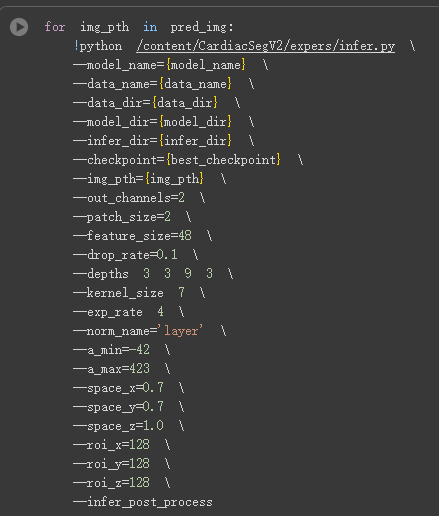 for img_pth in pred_img:
!python /content/CardiacSegV2/expers/infer.py \
--model_name={model_name} \
--data_name={data_name} \
--data_dir={data_dir} \
--model_dir={model_dir} \
--infer_dir={infer_dir} \
--checkpoint={best_checkpoint} \
--img_pth={img_pth} \
--out_channels=2 \
--patch_size=2 \
--feature_size=48 \
--drop_rate=0.1 \
--depths 3 3 9 3 \
--kernel_size 7 \
--exp_rate 4 \
--norm_name='layer' \
--a_min=-42 \
--a_max=423 \
--space_x=0.7 \
--space_y=0.7 \
--space_z=1.0 \
--roi_x=128 \
--roi_y=128 \
--roi_z=128 \
--infer_post_process